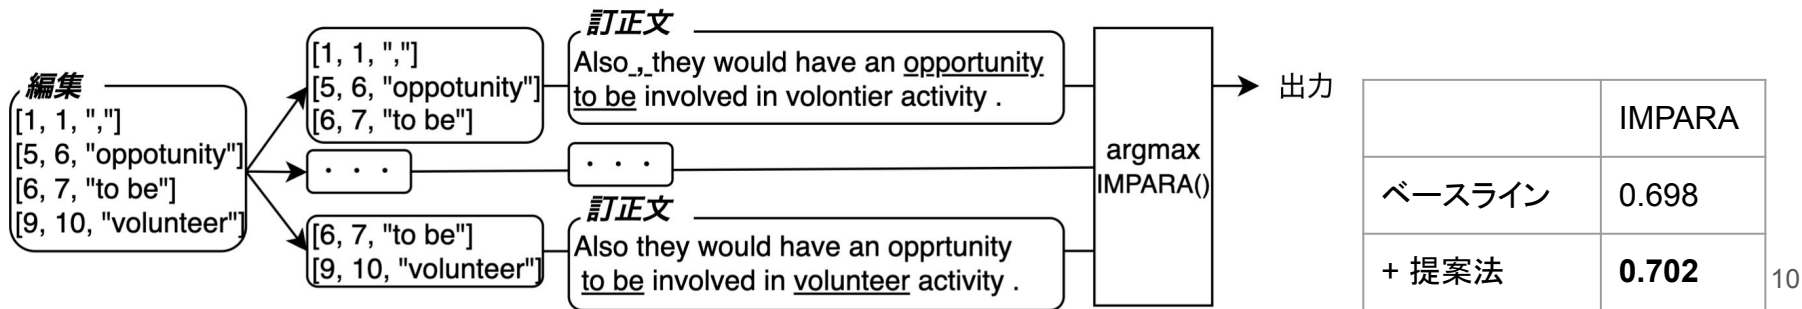 編集
[1, 1, ","]
[5, 6, "oppotunity"]
[6, 7, "to be"]
[9, 10, "volunteer"]
[1, 1, ","]
[5, 6, "oppotunity"]
[6, 7, "to be"]
・・・
[6, 7, "to be"]
[9, 10, "volunteer"]
訂正文
Also , they would have an opportunity
to be involved in volontier activity .
・・・
訂正文
Also they would have an opprtunity
to be involved in volunteer activity .
argmax
IMPARA()
出力
IMPARA
ベースライン 0.698
+ 提案法 0.702
10